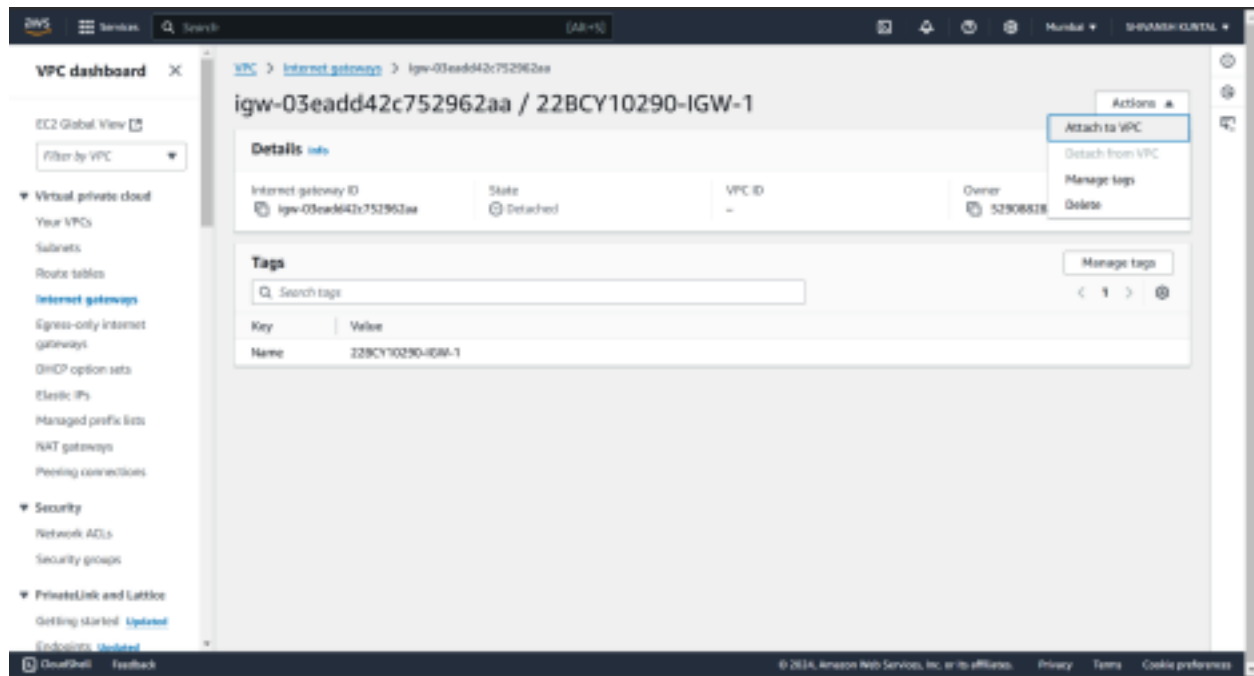 aws Services Search [Alt+S] Mumbai SHIVANSH KUNTAL
VPC dashboard
EC2 Global View
Filter by VPC
Virtual private cloud
Your VPCs
Subnets
Route tables
Internet gateways
Egress-only internet
gateways
DHCP option sets
Elastic IPs
Managed prefix lists
NAT gateways
Peering connections
Security
Network ACLs
Security groups
PrivateLink and Lattice
Getting started Updated
Endpoints Updated
VPC > Internet gateways > igw-03eadd42c752962aa
igw-03eadd42c752962aa / 22BCY10290-IGW-1
Actions
Attach to VPC
Detach from VPC
Manage tags
Delete
Details Info
Internet gateway ID
igw-03eadd42c752962aa
State
Detached
VPC ID
–
Owner
52908828
Tags
Manage tags
Search tags
1
Key Value
Name 22BCY10290-IGW-1
CloudShell Feedback © 2024, Amazon Web Services, Inc. or its affiliates. Privacy Terms Cookie preferences